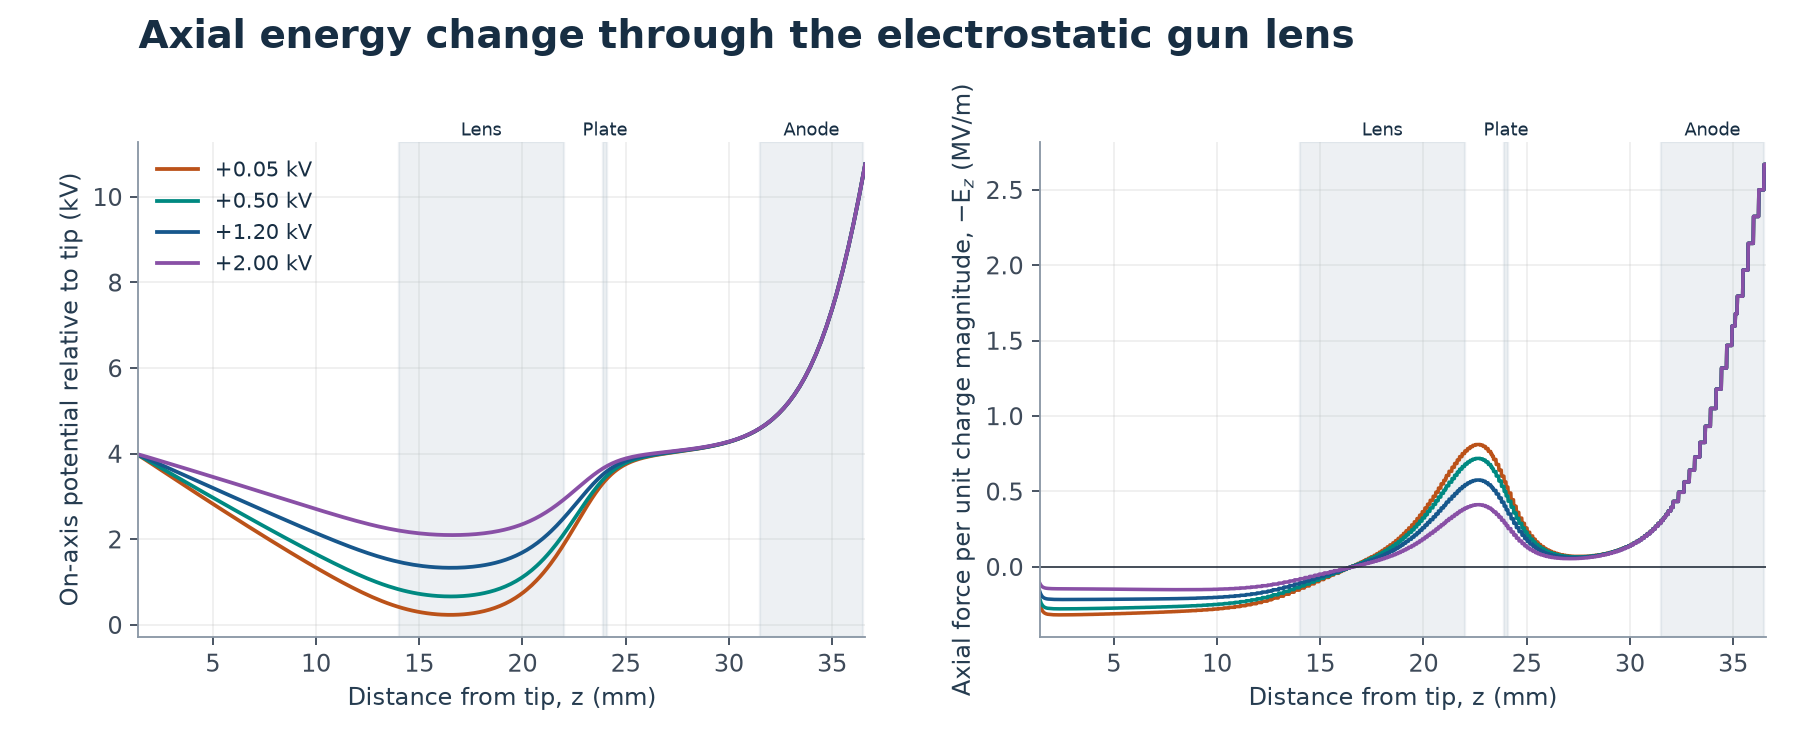 Axial energy change through the electrostatic gun lens
Lens
Plate
Anode
+0.05 kV
+0.50 kV
+1.20 kV
+2.00 kV
On-axis potential relative to tip (kV)
10
8
6
4
2
0
5
10
15
20
25
30
35
Distance from tip, z (mm)
Lens
Plate
Anode
Axial force per unit charge magnitude, −E_z (MV/m)
2.5
2.0
1.5
1.0
0.5
0.0
5
10
15
20
25
30
35
Distance from tip, z (mm)